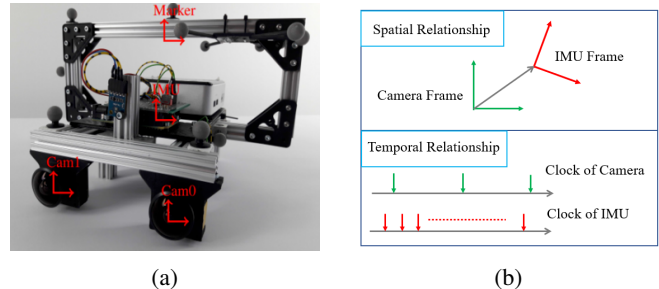 Marker
IMU
Cam1
Cam0
(a)
Spatial Relationship
IMU Frame
Camera Frame
Temporal Relationship
Clock of Camera
Clock of IMU
(b)